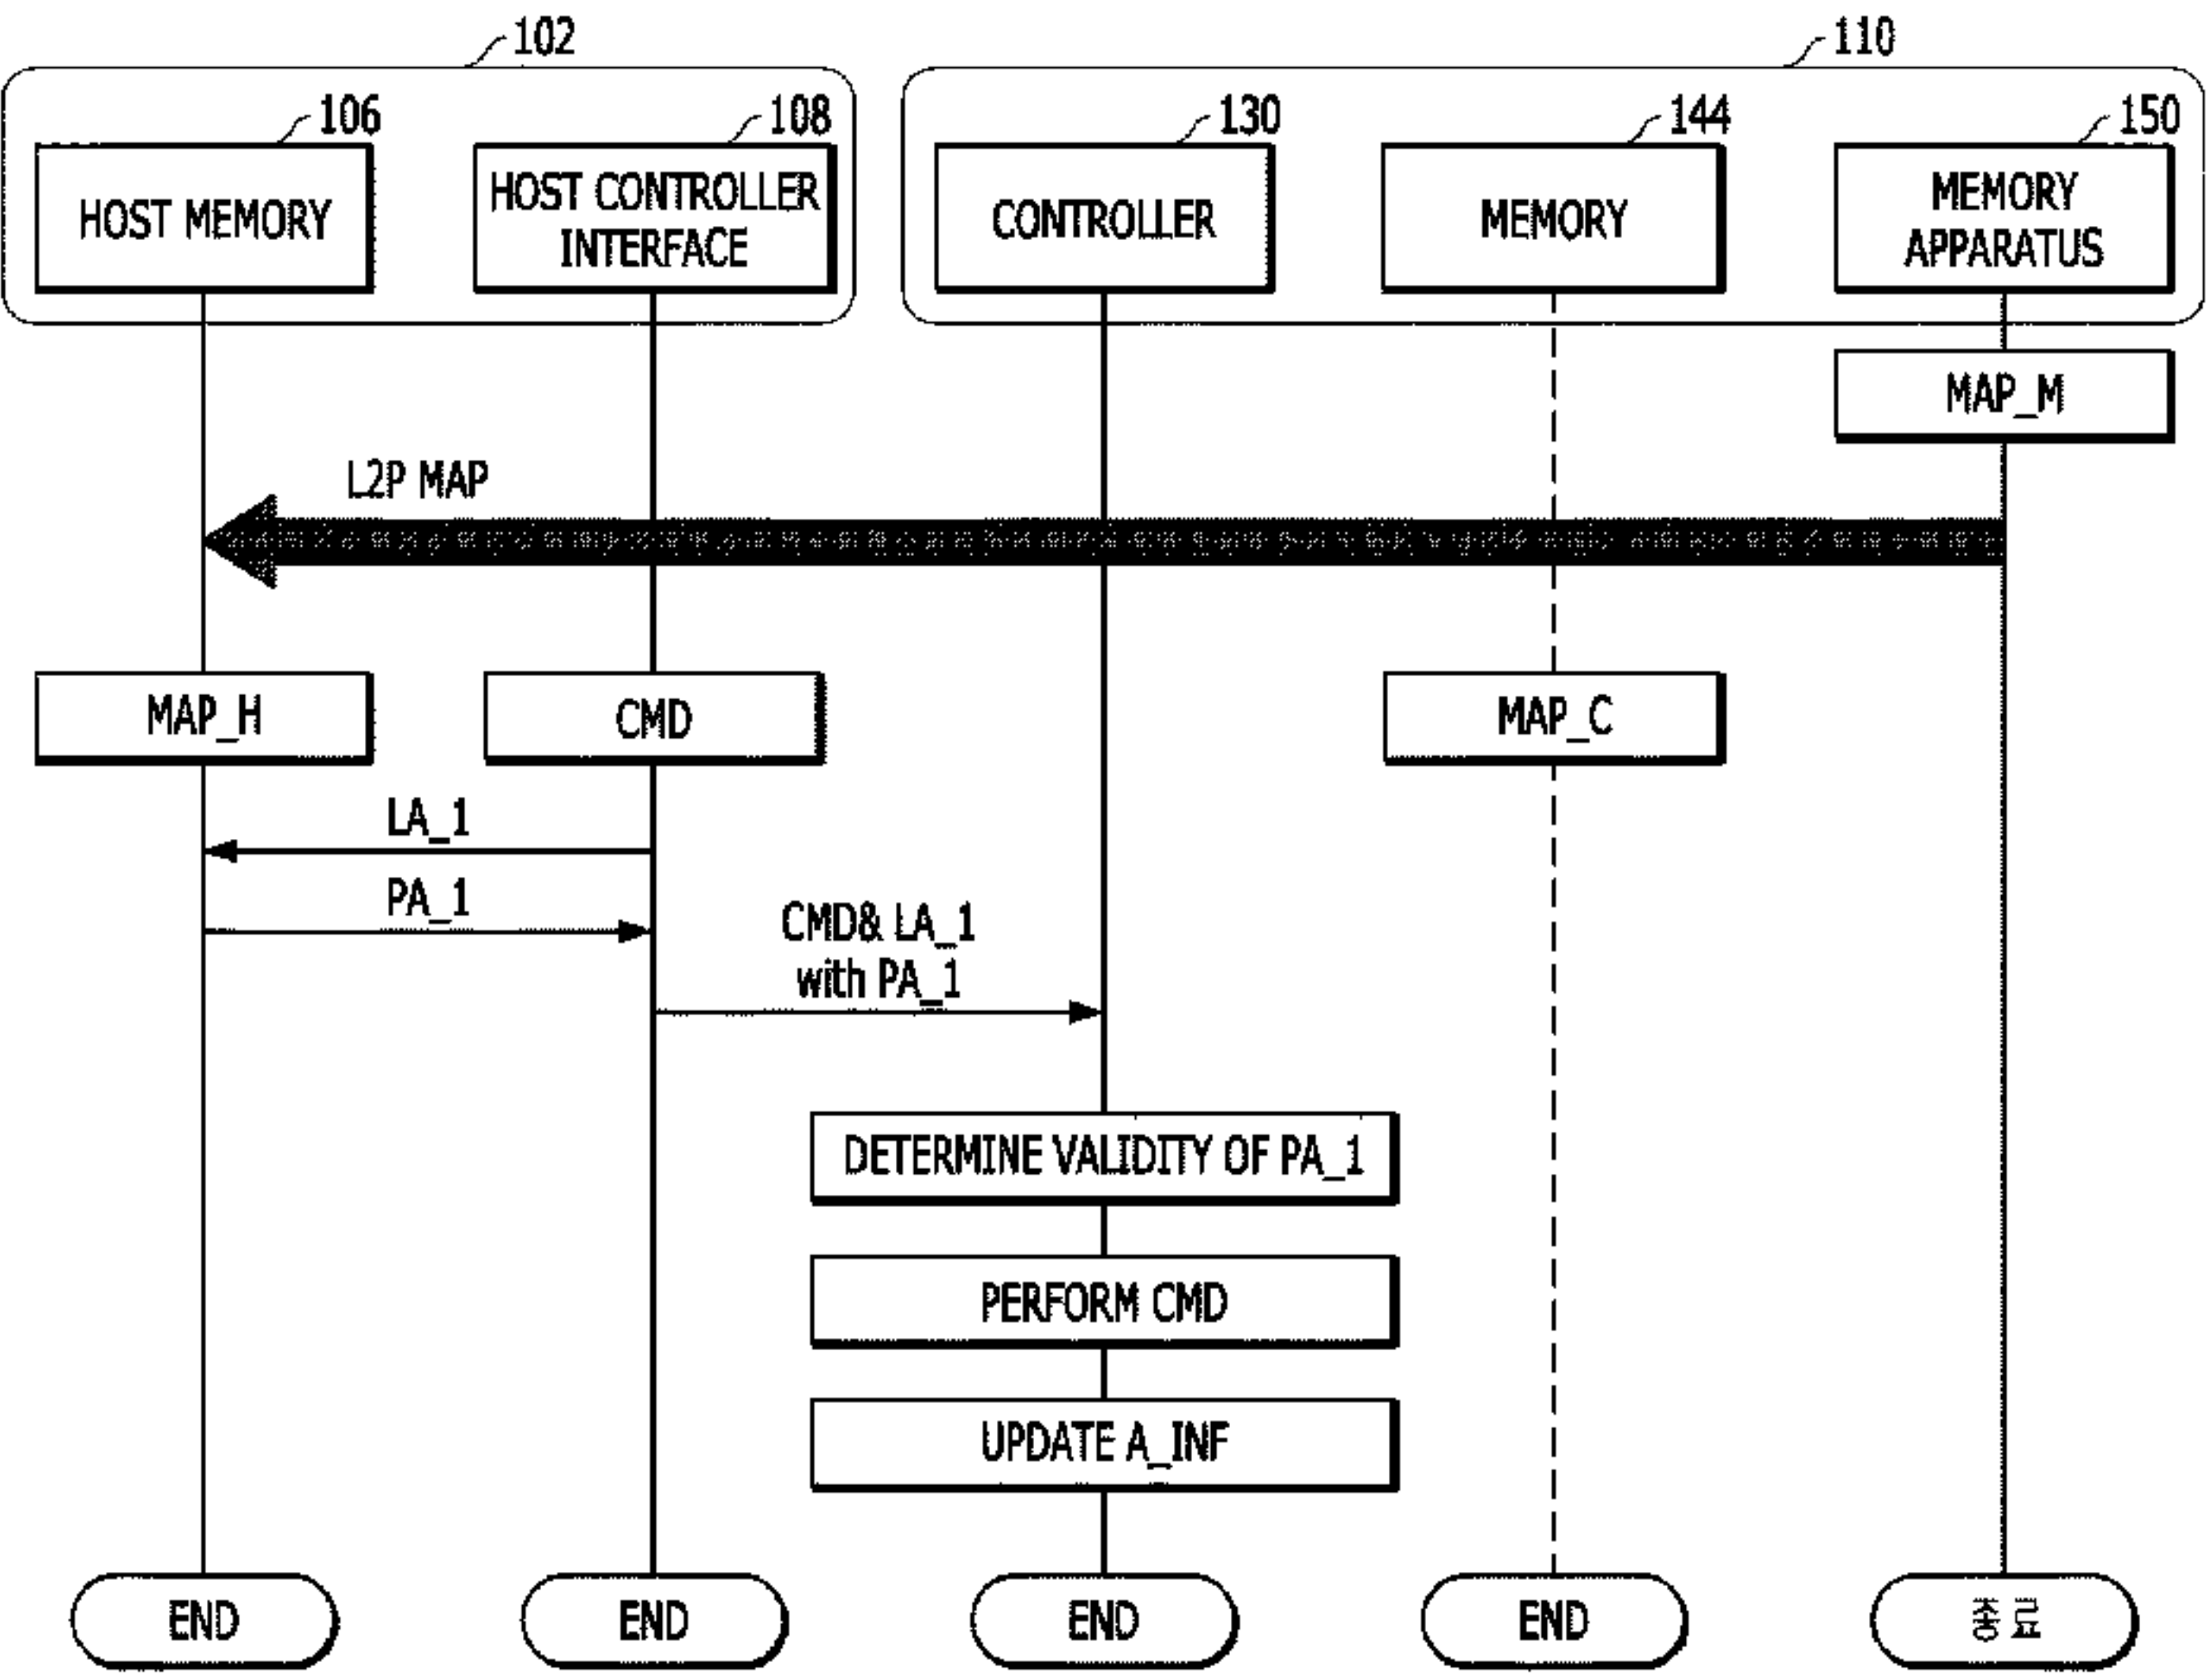 102
110
106
108
130
144
150
HOST MEMORY
HOST CONTROLLER
INTERFACE
CONTROLLER
MEMORY
MEMORY
APPARATUS
MAP_M
L2P MAP
MAP_H
CMD
MAP_C
LA_1
PA_1
CMD& LA_1
with PA_1
DETERMINE VALIDITY OF PA_1
PERFORM CMD
UPDATE A_INF
END
END
END
END
종료